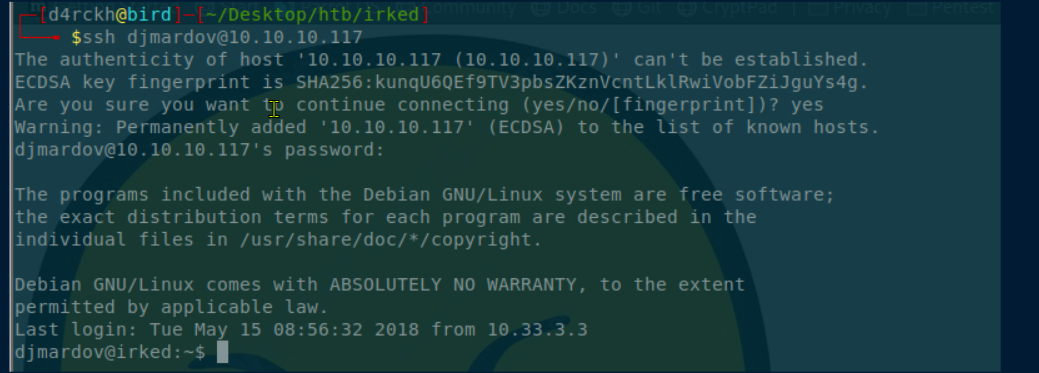 Docs Git CryptPad Privacy Pentest
┌─[d4rckh@bird]─[~/Desktop/htb/irked]
└──╼ $ssh djmardov@10.10.10.117
The authenticity of host '10.10.10.117 (10.10.10.117)' can't be established.
ECDSA key fingerprint is SHA256:kunqU6QEf9TV3pbsZKznVcntLklRwiVobFZiJguYs4g.
Are you sure you want to continue connecting (yes/no/[fingerprint])? yes
Warning: Permanently added '10.10.10.117' (ECDSA) to the list of known hosts.
djmardov@10.10.10.117's password:
The programs included with the Debian GNU/Linux system are free software;
the exact distribution terms for each program are described in the
individual files in /usr/share/doc/*/copyright.
Debian GNU/Linux comes with ABSOLUTELY NO WARRANTY, to the extent
permitted by applicable law.
Last login: Tue May 15 08:56:32 2018 from 10.33.3.3
djmardov@irked:~$